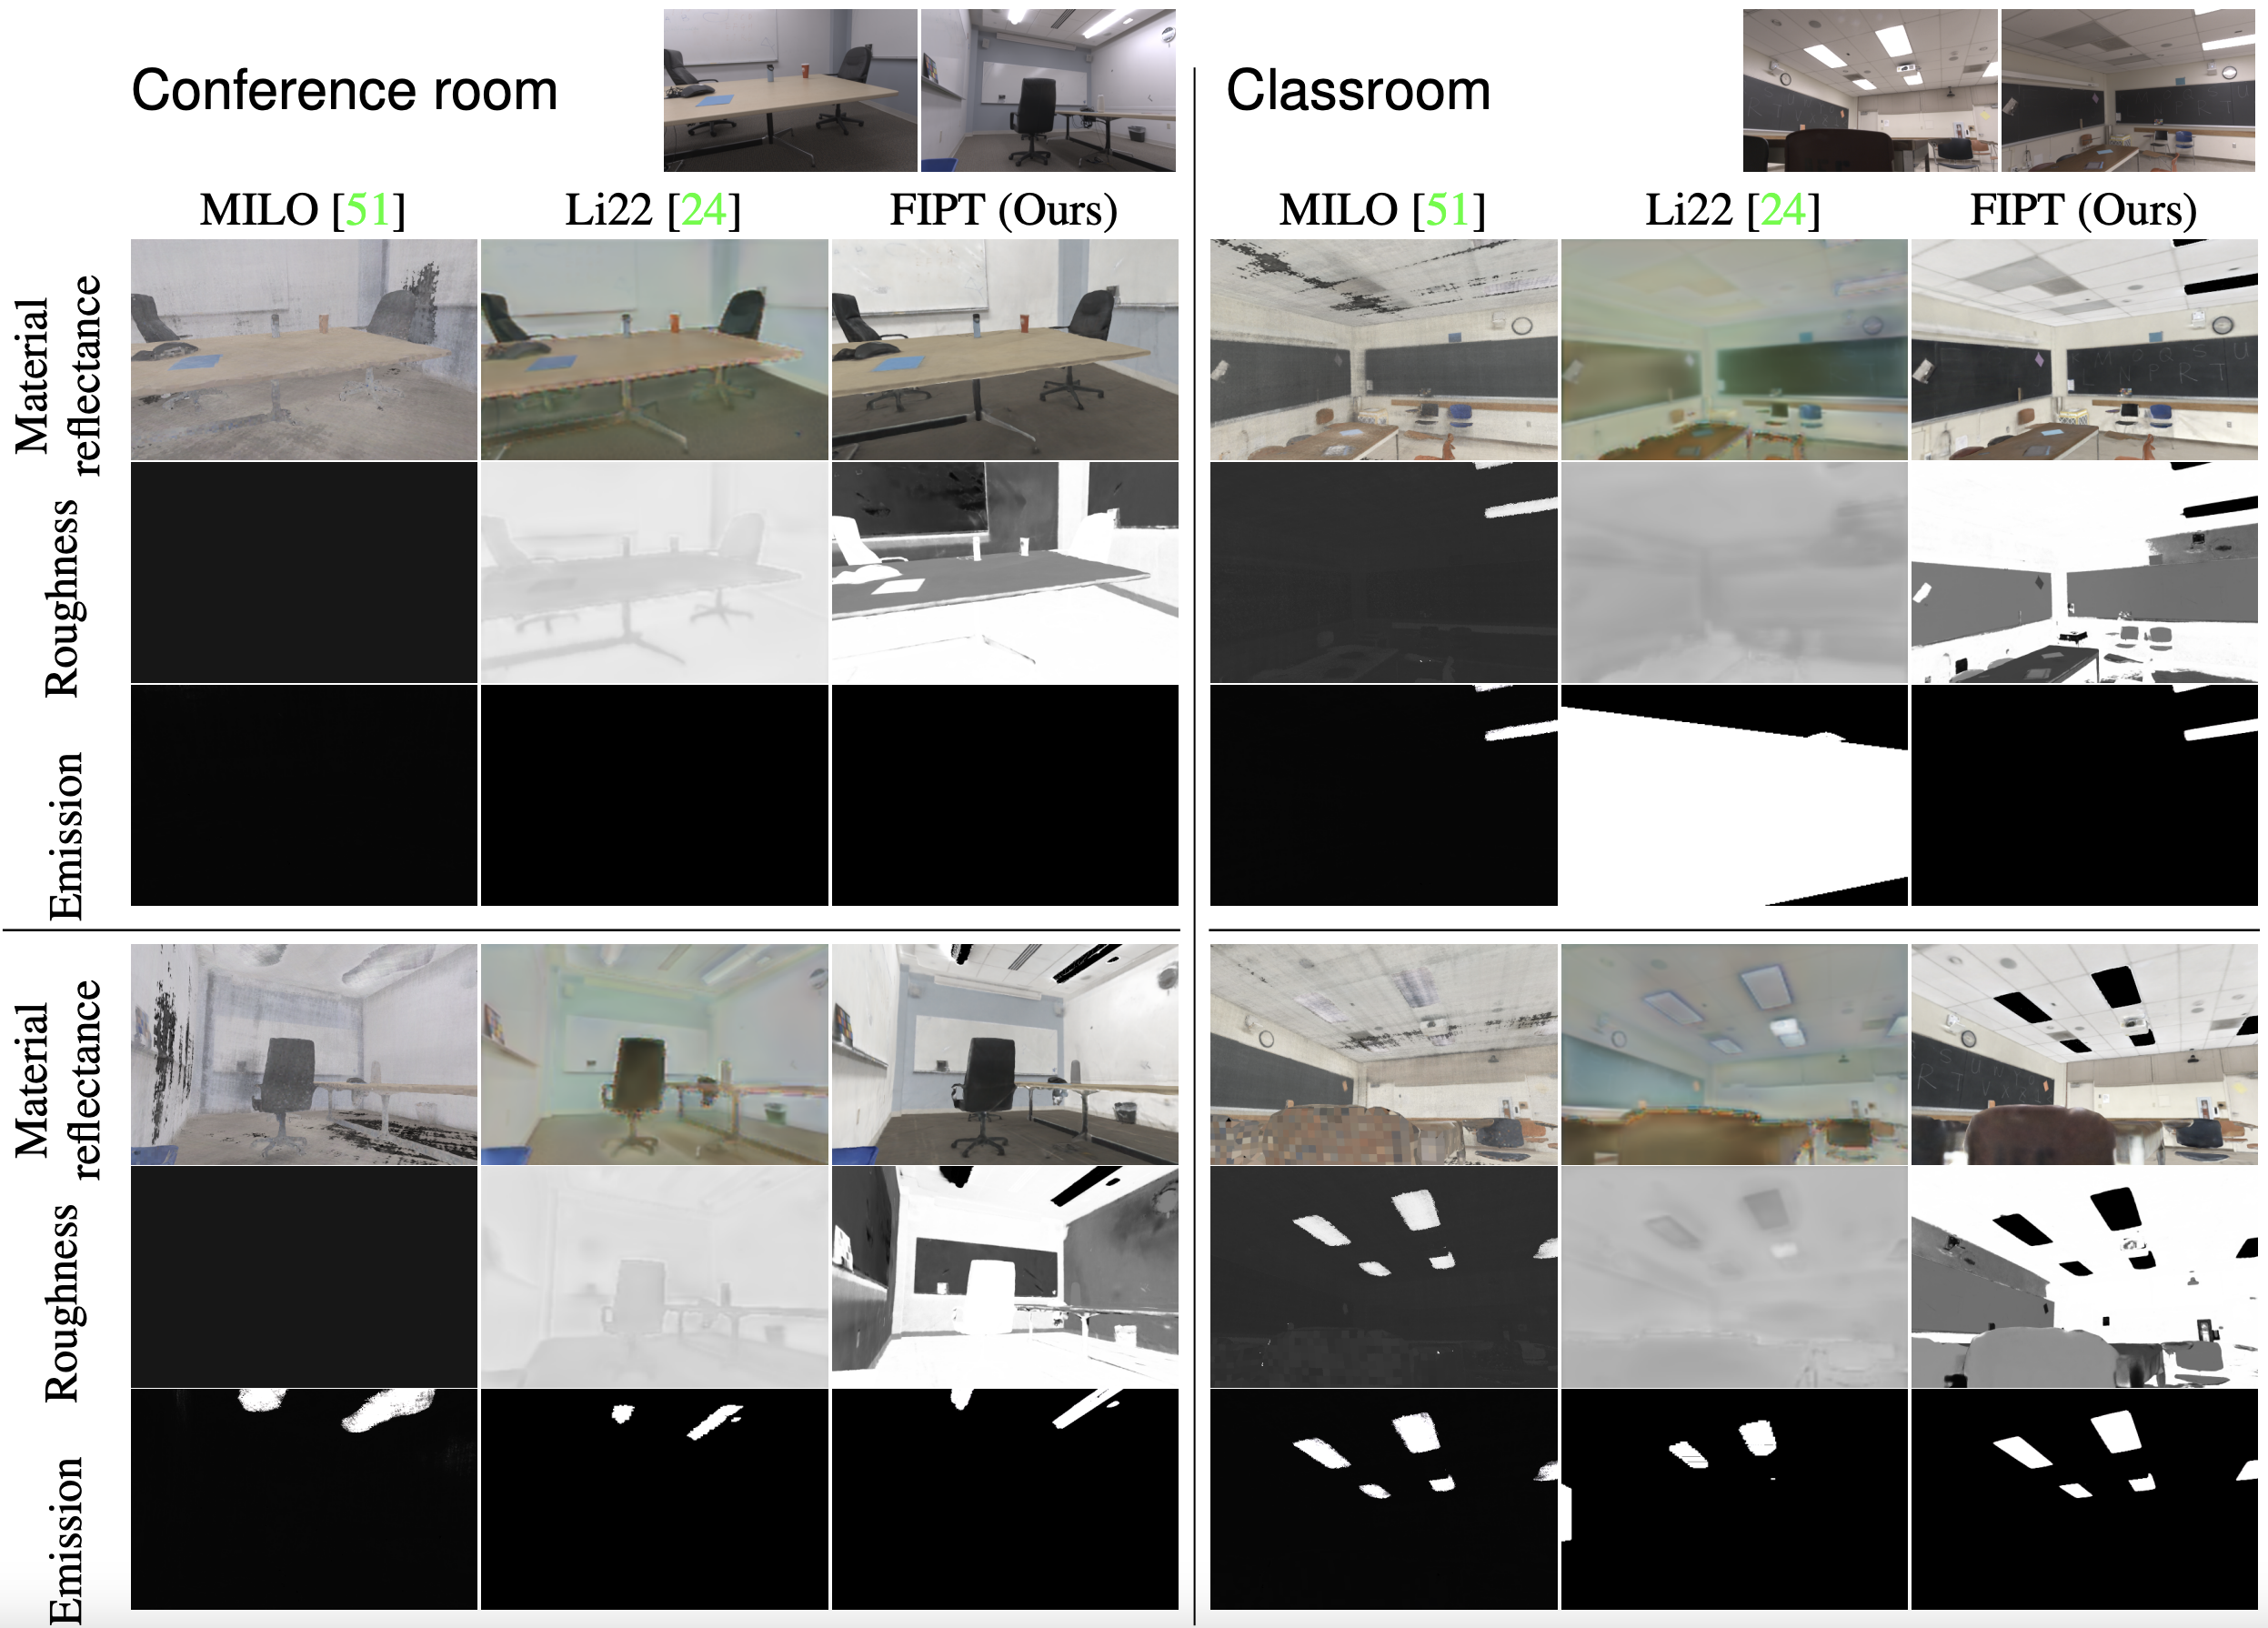 Conference room
Classroom
MILO [51]
Li22 [24]
FIPT (Ours)
MILO [51]
Li22 [24]
FIPT (Ours)
Material
reflectance
Roughness
Emission
Material
reflectance
Roughness
Emission